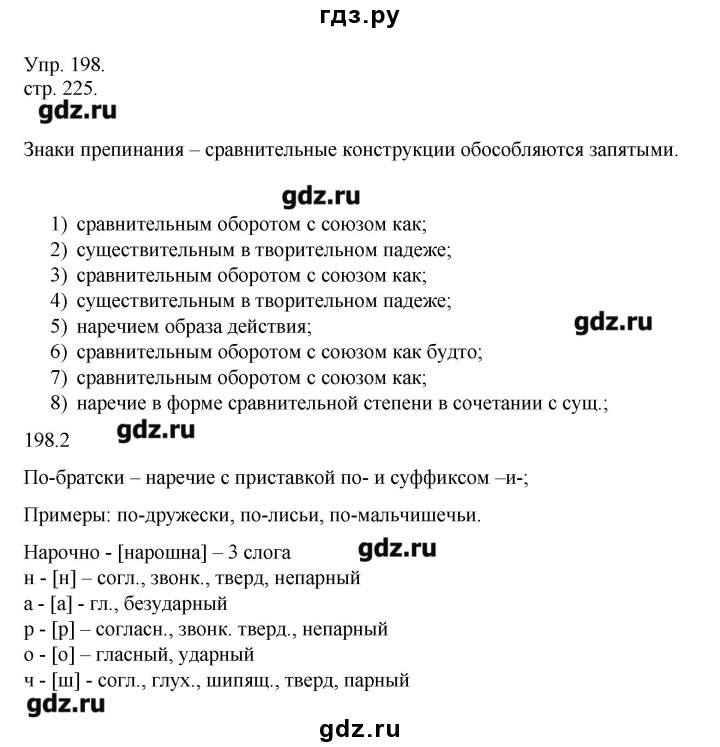 гдз.ру
Упр. 198.
стр. 225.
gdz.ru
Знаки препинания – сравнительные конструкции обособляются запятыми.
gdz.ru
1) сравнительным оборотом с союзом как;
2) существительным в творительном падеже;
3) сравнительным оборотом с союзом как;
4) существительным в творительном падеже;
5) наречием образа действия;
gdz.ru
6) сравнительным оборотом с союзом как будто;
7) сравнительным оборотом с союзом как;
8) наречие в форме сравнительной степени в сочетании с сущ.;
gdz.ru
198.2
По-братски – наречие с приставкой по- и суффиксом –и-;
Примеры: по-дружески, по-лисьи, по-мальчишечьи.
Нарочно - [нарошна] – 3 слога
gdz.ru
н - [н] – согл., звонк., тверд, непарный
а - [а] - гл., безударный
р - [р] – согласн., звонк. тверд., непарный
о - [о] – гласный, ударный
ч - [ш] - согл., глух., шипящ., тверд, парный
gdz.ru
gdz.ru